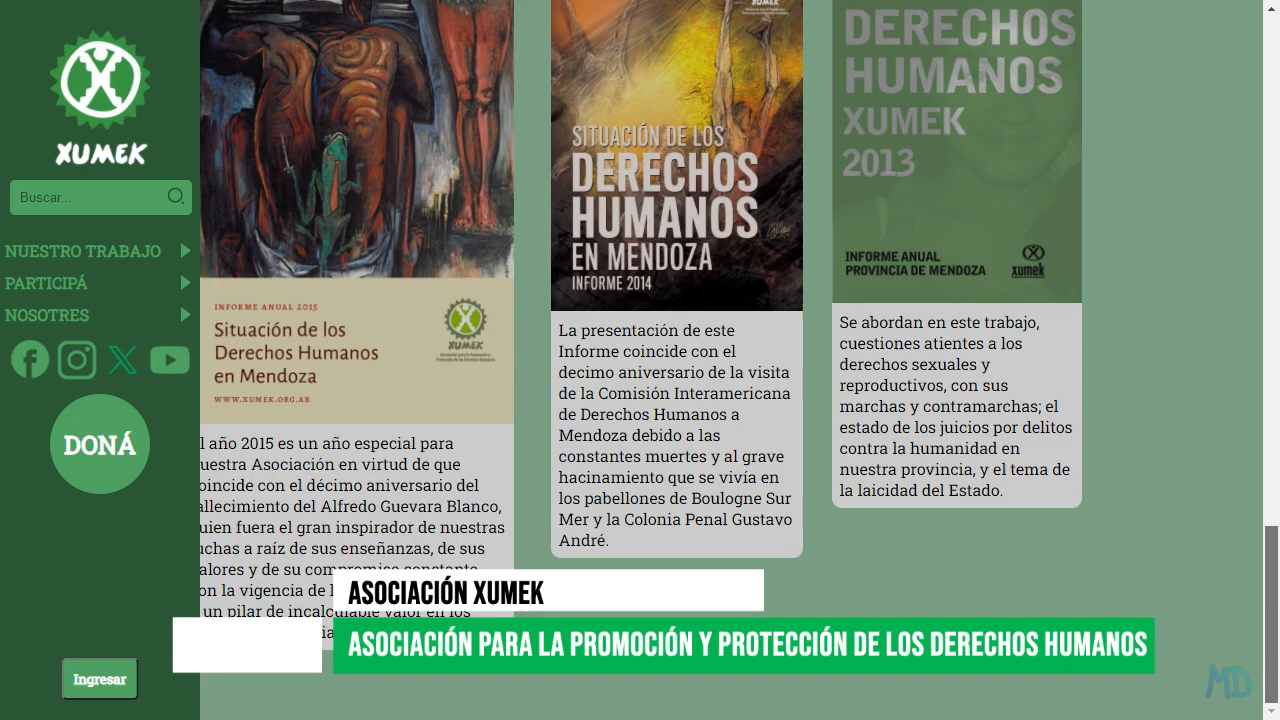 XUMEK
Buscar...
NUESTRO TRABAJO
PARTICIPÁ
NOSOTRES
DONÁ
Ingresar
INFORME ANUAL 2015
Situación de los
Derechos Humanos
en Mendoza
WWW.XUMEK.ORG.AR
XUMEK
l año 2015 es un año especial para
uestra Asociación en virtud de que
oincide con el décimo aniversario del
allecimiento del Alfredo Guevara Blanco,
uien fuera el gran inspirador de nuestras
uchas a raíz de sus enseñanzas, de sus
alores y de su compromiso constante
on la vigencia de
un pilar de incalculable valor en los
XUMEK
SITUACIÓN DE LOS
DERECHOS
HUMANOS
EN MENDOZA
INFORME 2014
La presentación de este
Informe coincide con el
decimo aniversario de la visita
de la Comisión Interamericana
de Derechos Humanos a
Mendoza debido a las
constantes muertes y al grave
hacinamiento que se vivía en
los pabellones de Boulogne Sur
Mer y la Colonia Penal Gustavo
André.
DERECHOS
HUMANOS
XUMEK
2013
INFORME ANUAL
PROVINCIA DE MENDOZA
xumek
Se abordan en este trabajo,
cuestiones atientes a los
derechos sexuales y
reproductivos, con sus
marchas y contramarchas; el
estado de los juicios por delitos
contra la humanidad en
nuestra provincia, y el tema de
la laicidad del Estado.
ASOCIACIÓN XUMEK
ASOCIACIÓN PARA LA PROMOCIÓN Y PROTECCIÓN DE LOS DERECHOS HUMANOS
MD